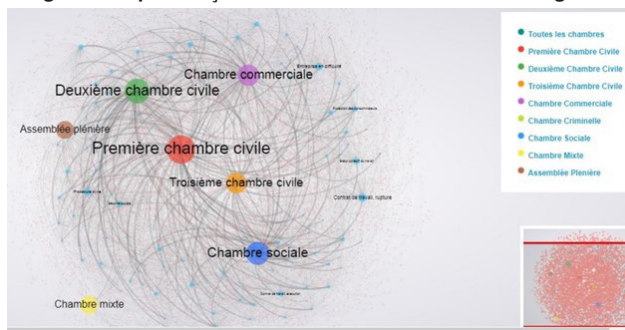 Chambre commerciale
Deuxième chambre civile
Assemblée plénière
Première chambre civile
Troisième chambre civile
Contrat de travail, rupture
Chambre sociale
Chambre mixte
Toutes les chambres
Première Chambre Civile
Deuxième Chambre Civile
Troisième Chambre Civile
Chambre Commerciale
Chambre Criminelle
Chambre Sociale
Chambre Mixte
Assemblée Plenière